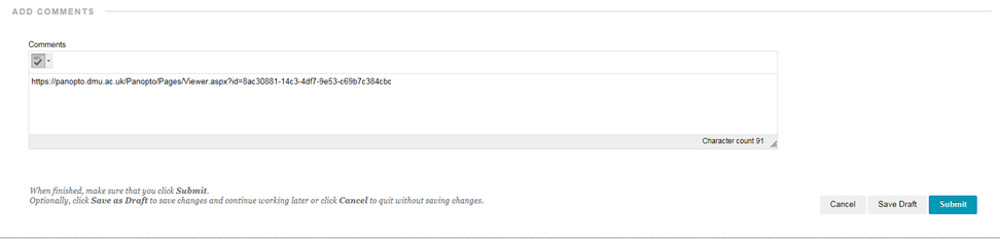 ADD COMMENTS
Comments
https://panopto.dmu.ac.uk/Panopto/Pages/Viewer.aspx?id=8ac30881-14c3-4df7-9e53-c69b7c384cbc
Character count 91
When finished, make sure that you click Submit.
Optionally, click Save as Draft to save changes and continue working later or click Cancel to quit without saving changes.
Cancel Save Draft Submit